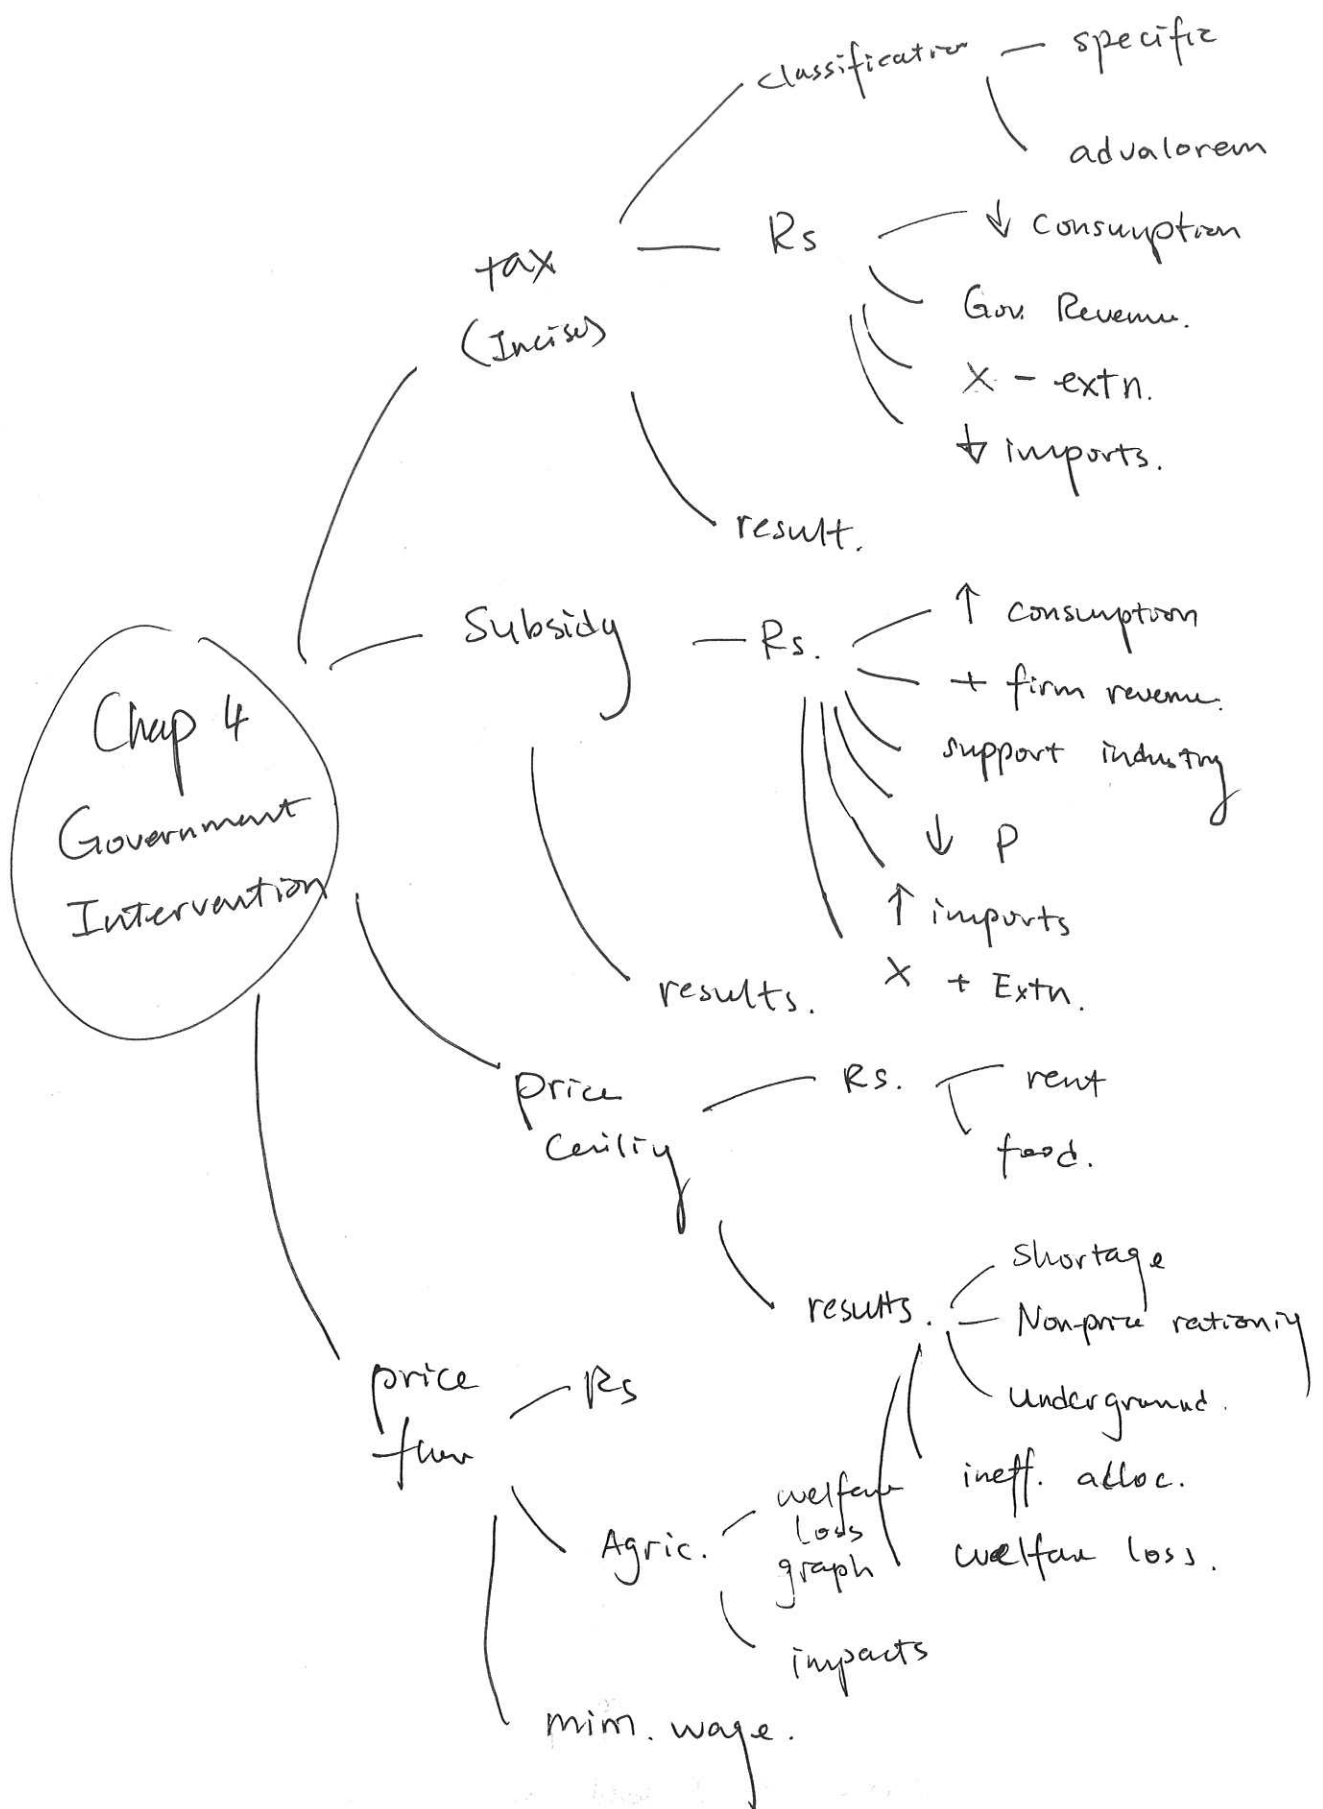 classification — specific
advalorem
tax
(Incise)
Rs
↓ consumption
Gov. Revenue.
X - extn.
↓ imports.
result.
Subsidy
Rs.
↑ consumption
+ firm revenue.
support industry
↓ P
↑ imports
X + Extn.
results.
Chap 4
Government
Intervention
price
Ceiling
Rs.
rent
food.
results.
Shortage
Non-price rationing
Underground.
ineff. alloc.
welfare loss.
price
Rs
Agric.
welfare
loss
graph
impacts
mim. wage.